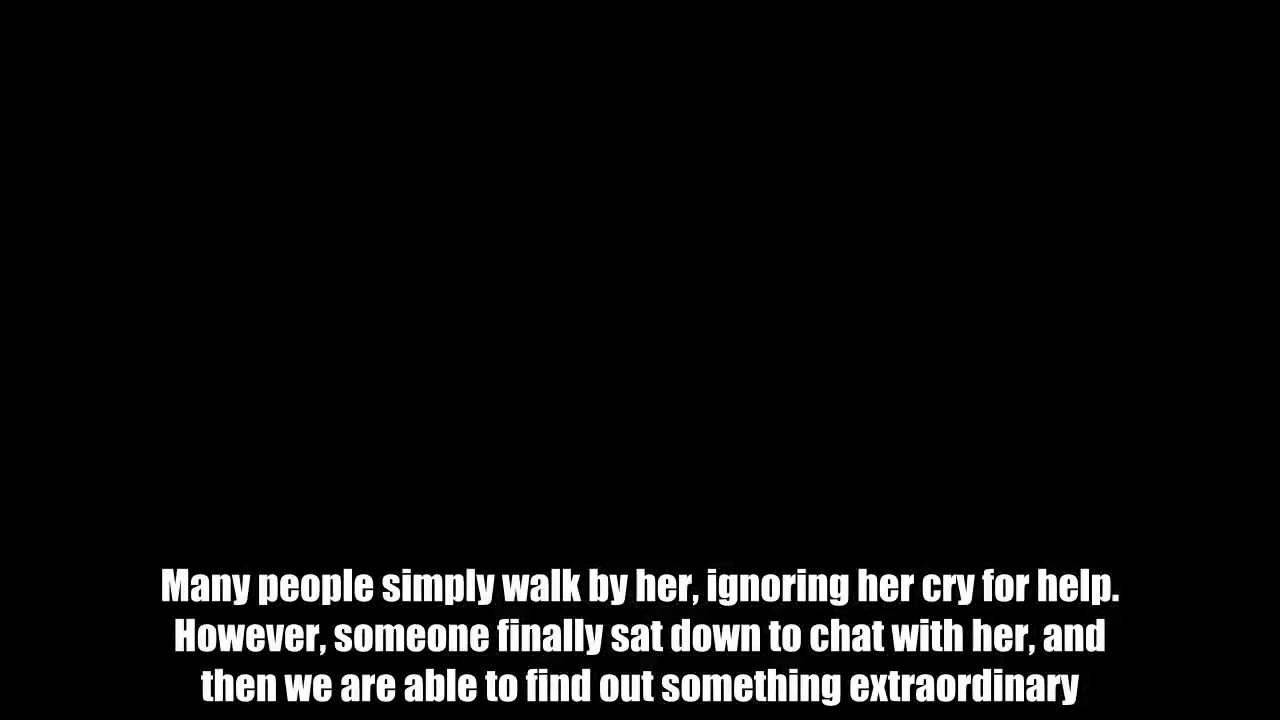 Many people simply walk by her, ignoring her cry for help.
However, someone finally sat down to chat with her, and
then we are able to find out something extraordinary